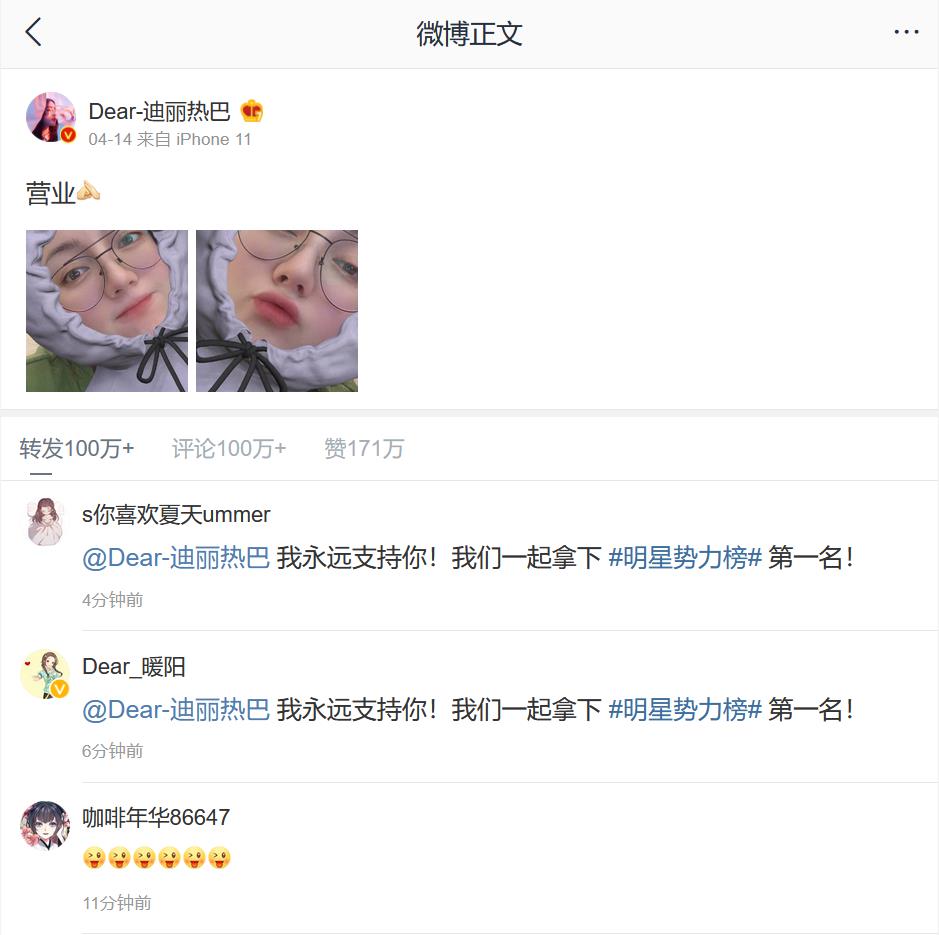 微博正文
Dear-迪丽热巴
04-14 来自 iPhone 11
营业
转发100万+ 评论100万+ 赞171万
s你喜欢夏天ummer
@Dear-迪丽热巴 我永远支持你！我们一起拿下 #明星势力榜# 第一名！
4分钟前
Dear_暖阳
@Dear-迪丽热巴 我永远支持你！我们一起拿下 #明星势力榜# 第一名！
6分钟前
咖啡年华86647
11分钟前